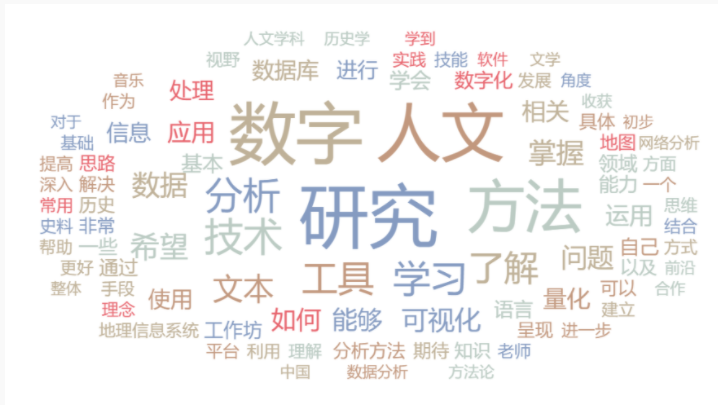 人文学科 历史学 学到
视野 实践 技能 软件 文学
数据库 进行 学会 数字化 发展 角度
音乐 处理 收获
作为 数字 人文 相关 具体 初步
对于 信息 应用 地图 网络分析
基础 掌握
提高 思路 基本 领域 方面
深入 解决 数据 分析 研究 方法 能力 一个
常用 历史 运用 思维
史料 非常 技术 结合
帮助 一些 希望 了解 问题 自己 方式
更好 通过 工具 学习 以及 前沿
整体 手段 使用 文本 量化 可以 合作
理念 如何 能够 可视化 语言 建立
地理信息系统 工作坊 呈现 进一步
平台 利用 理解 分析方法 期待 知识 老师
中国 数据分析 方法论